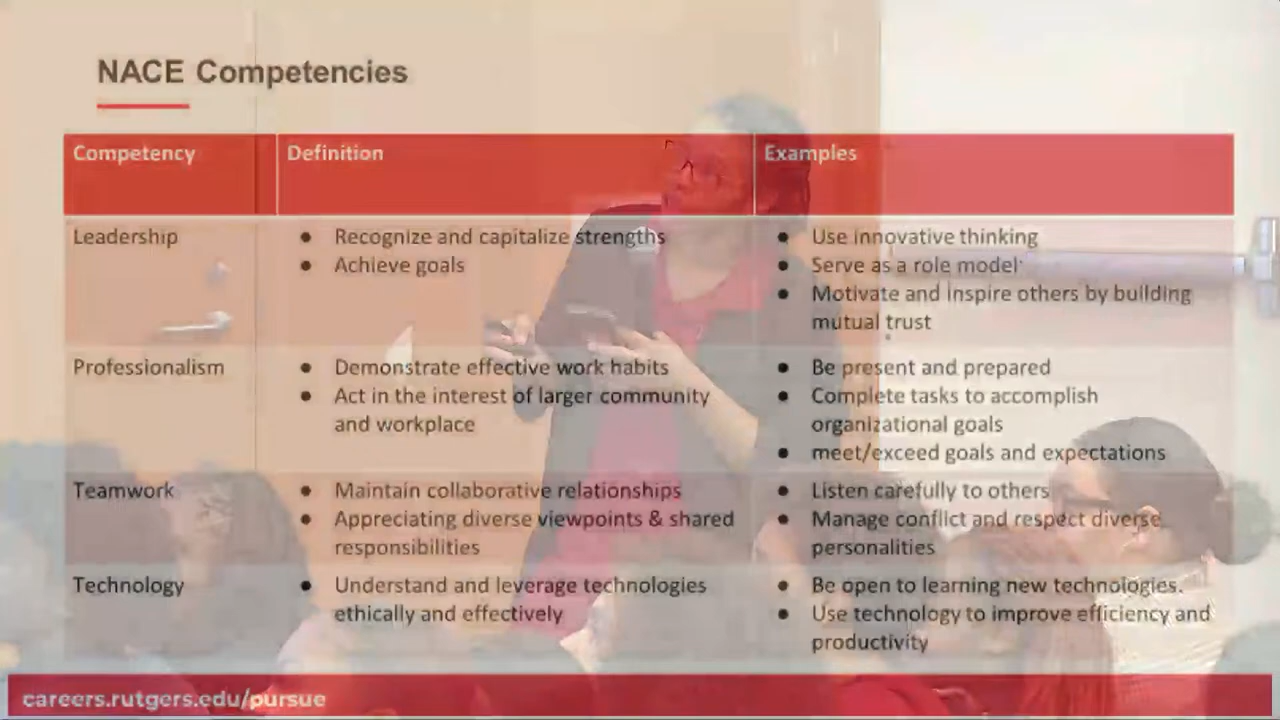 NACE Competencies
Competency Definition Examples
Leadership
● Recognize and capitalize strengths
● Achieve goals
● Use innovative thinking
● Serve as a role model
● Motivate and inspire others by building
mutual trust
Professionalism
● Demonstrate effective work habits
● Act in the interest of larger community
and workplace
● Be present and prepared
● Complete tasks to accomplish
organizational goals
● meet/exceed goals and expectations
Teamwork
● Maintain collaborative relationships
● Appreciating diverse viewpoints & shared
responsibilities
● Listen carefully to others
● Manage conflict and respect diverse
personalities
Technology
● Understand and leverage technologies
ethically and effectively
● Be open to learning new technologies.
● Use technology to improve efficiency and
productivity
careers.rutgers.edu/pursue